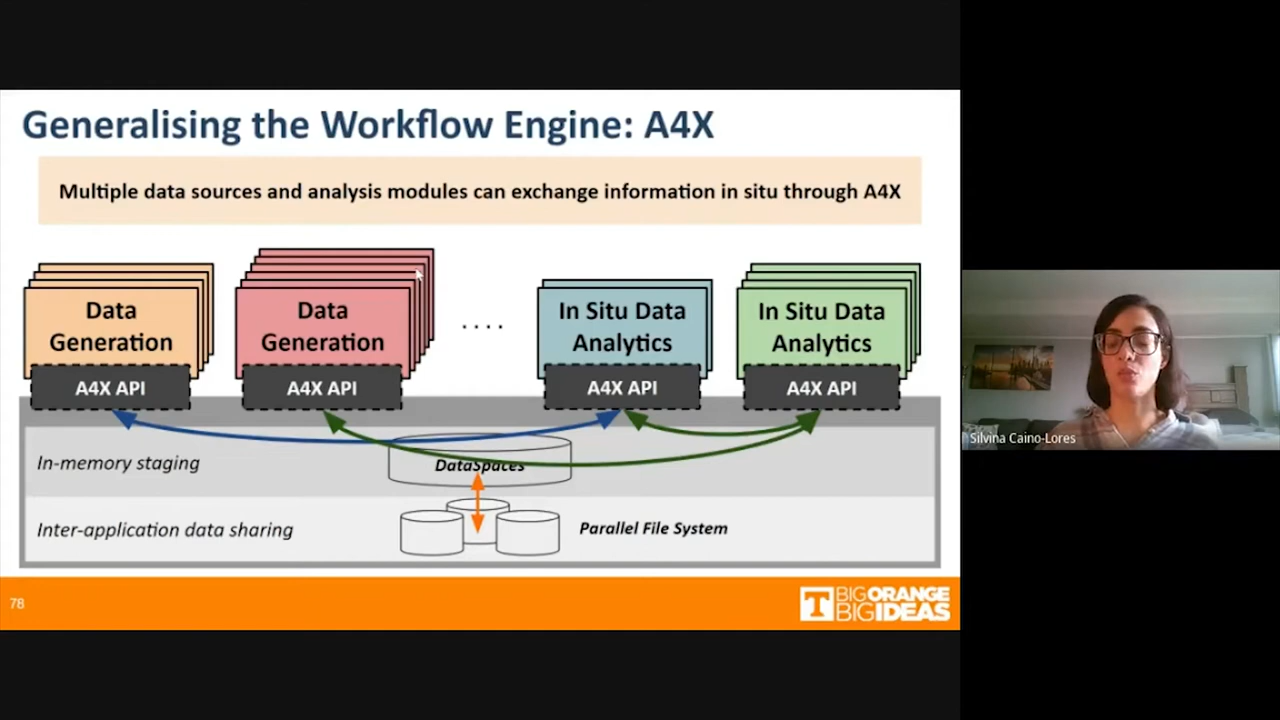 Generalising the Workflow Engine: A4X
Multiple data sources and analysis modules can exchange information in situ through A4X
Data
Generation
A4X API
Data
Generation
A4X API
....
In Situ Data
Analytics
A4X API
In Situ Data
Analytics
A4X API
In-memory staging
DataSpaces
Inter-application data sharing
Parallel File System
78
T
BIG ORANGE
BIG IDEAS
Silvina Caino-Lores